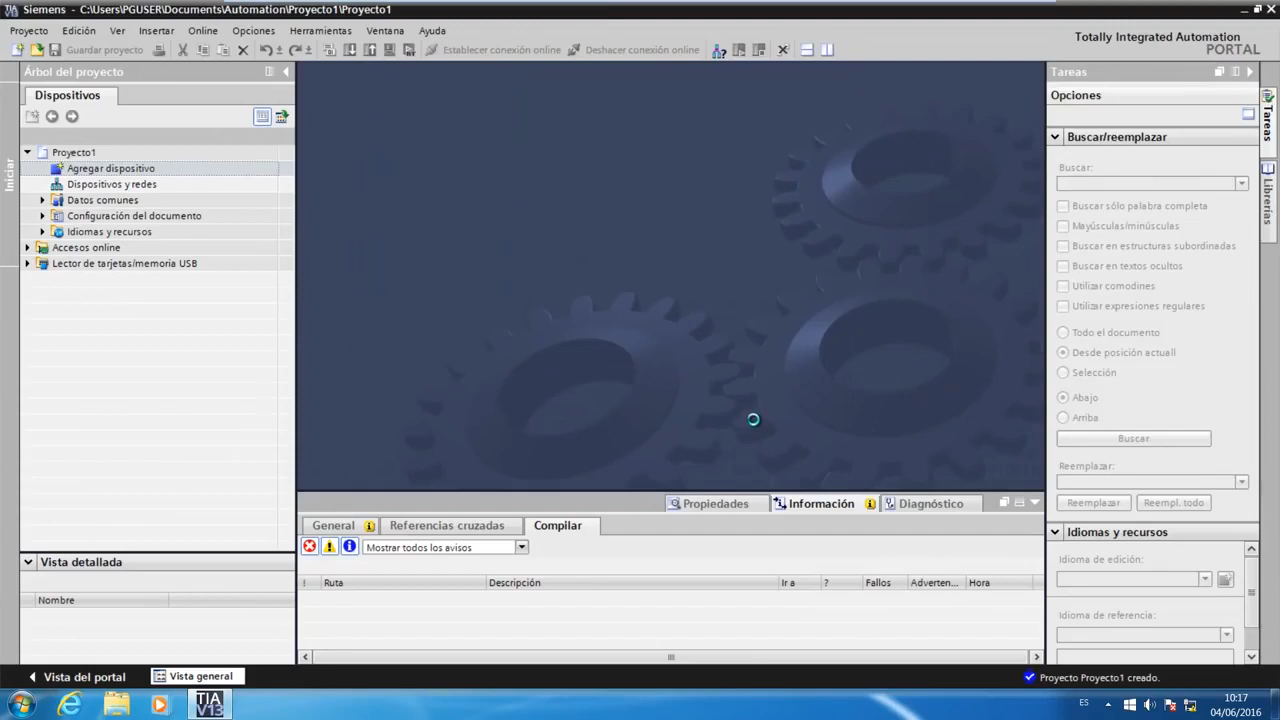 Siemens - C:\Users\PGUSER\Documents\Automation\Proyecto1\Proyecto1
Proyecto Edición Ver Insertar Online Opciones Herramientas Ventana Ayuda
Totally Integrated Automation
PORTAL
Guardar proyecto Establecer conexión online Deshacer conexión online
Árbol del proyecto
Dispositivos
Iniciar
Proyecto1
Agregar dispositivo
Dispositivos y redes
Datos comunes
Configuración del documento
Idiomas y recursos
Accesos online
Lector de tarjetas/memoria USB
Vista detallada
Nombre
Propiedades Información Diagnóstico
General Referencias cruzadas Compilar
Mostrar todos los avisos
! Ruta Descripción Ir a ? Fallos Adverten... Hora
Tareas
Opciones
Buscar/reemplazar
Buscar:
Buscar sólo palabra completa
Mayúsculas/minúsculas
Buscar en estructuras subordinadas
Buscar en textos ocultos
Utilizar comodines
Utilizar expresiones regulares
Todo el documento
Desde posición actuall
Selección
Abajo
Arriba
Buscar
Reemplazar:
Reemplazar Reempl. todo
Idiomas y recursos
Idioma de edición:
Idioma de referencia:
Tareas
Librerías
Vista del portal Vista general
Proyecto Proyecto1 creado.
TIA
V13
ES
10:17
04/06/2016